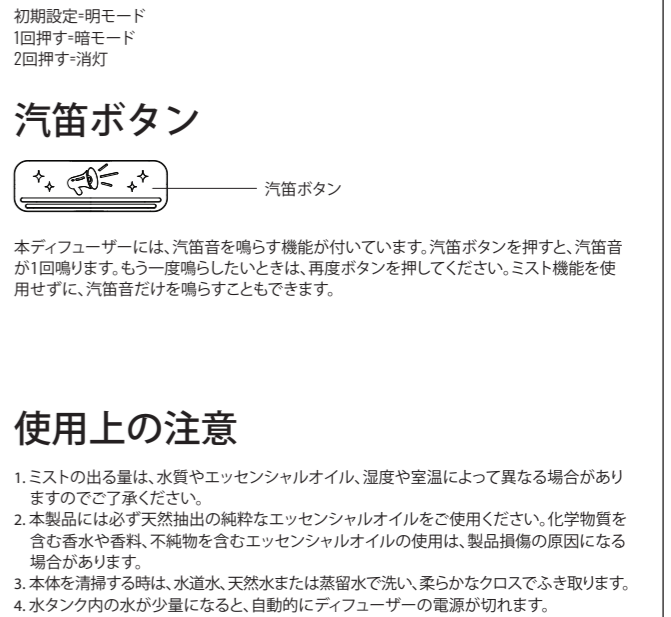 初期設定=明モード
1回押す=暗モード
2回押す=消灯
汽笛ボタン
汽笛ボタン
本ディフューザーには、汽笛音を鳴らす機能が付いています。汽笛ボタンを押すと、汽笛音
が1回鳴ります。もう一度鳴らしたいときは、再度ボタンを押してください。ミスト機能を使
用せずに、汽笛音だけを鳴らすこともできます。
使用上の注意
1. ミストの出る量は、水質やエッセンシャルオイル、湿度や室温によって異なる場合があり
ますのでご了承ください。
2. 本製品には必ず天然抽出の純粋なエッセンシャルオイルをご使用ください。化学物質を
含む香水や香料、不純物を含むエッセンシャルオイルの使用は、製品損傷の原因になる
場合があります。
3. 本体を清掃する時は、水道水、天然水または蒸留水で洗い、柔らかなクロスでふき取ります。
4. 水タンク内の水が少量になると、自動的にディフューザーの電源が切れます。